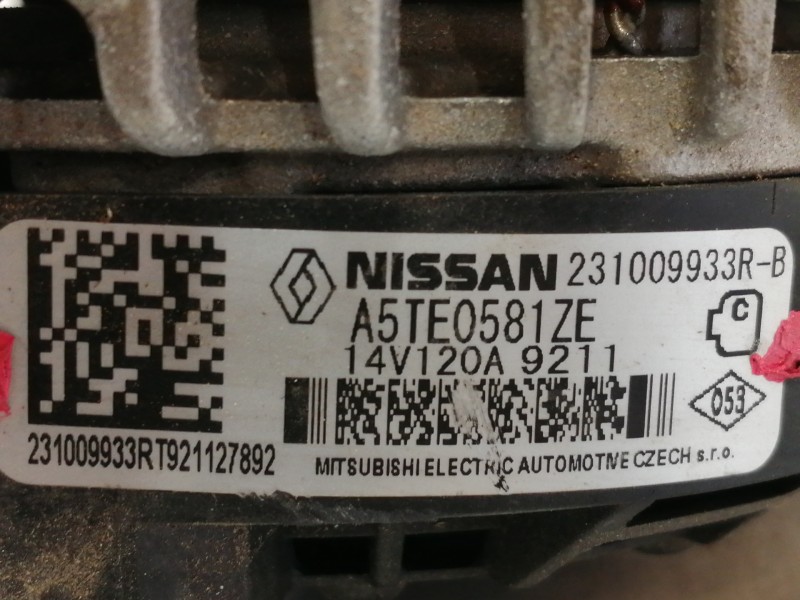 NISSAN 231009933R-B
A5TE0581ZE
C
14V120A 9211
053
231009933RT921127892
MITSUBISHI ELECTRIC AUTOMOTIVE CZECH s.r.o.